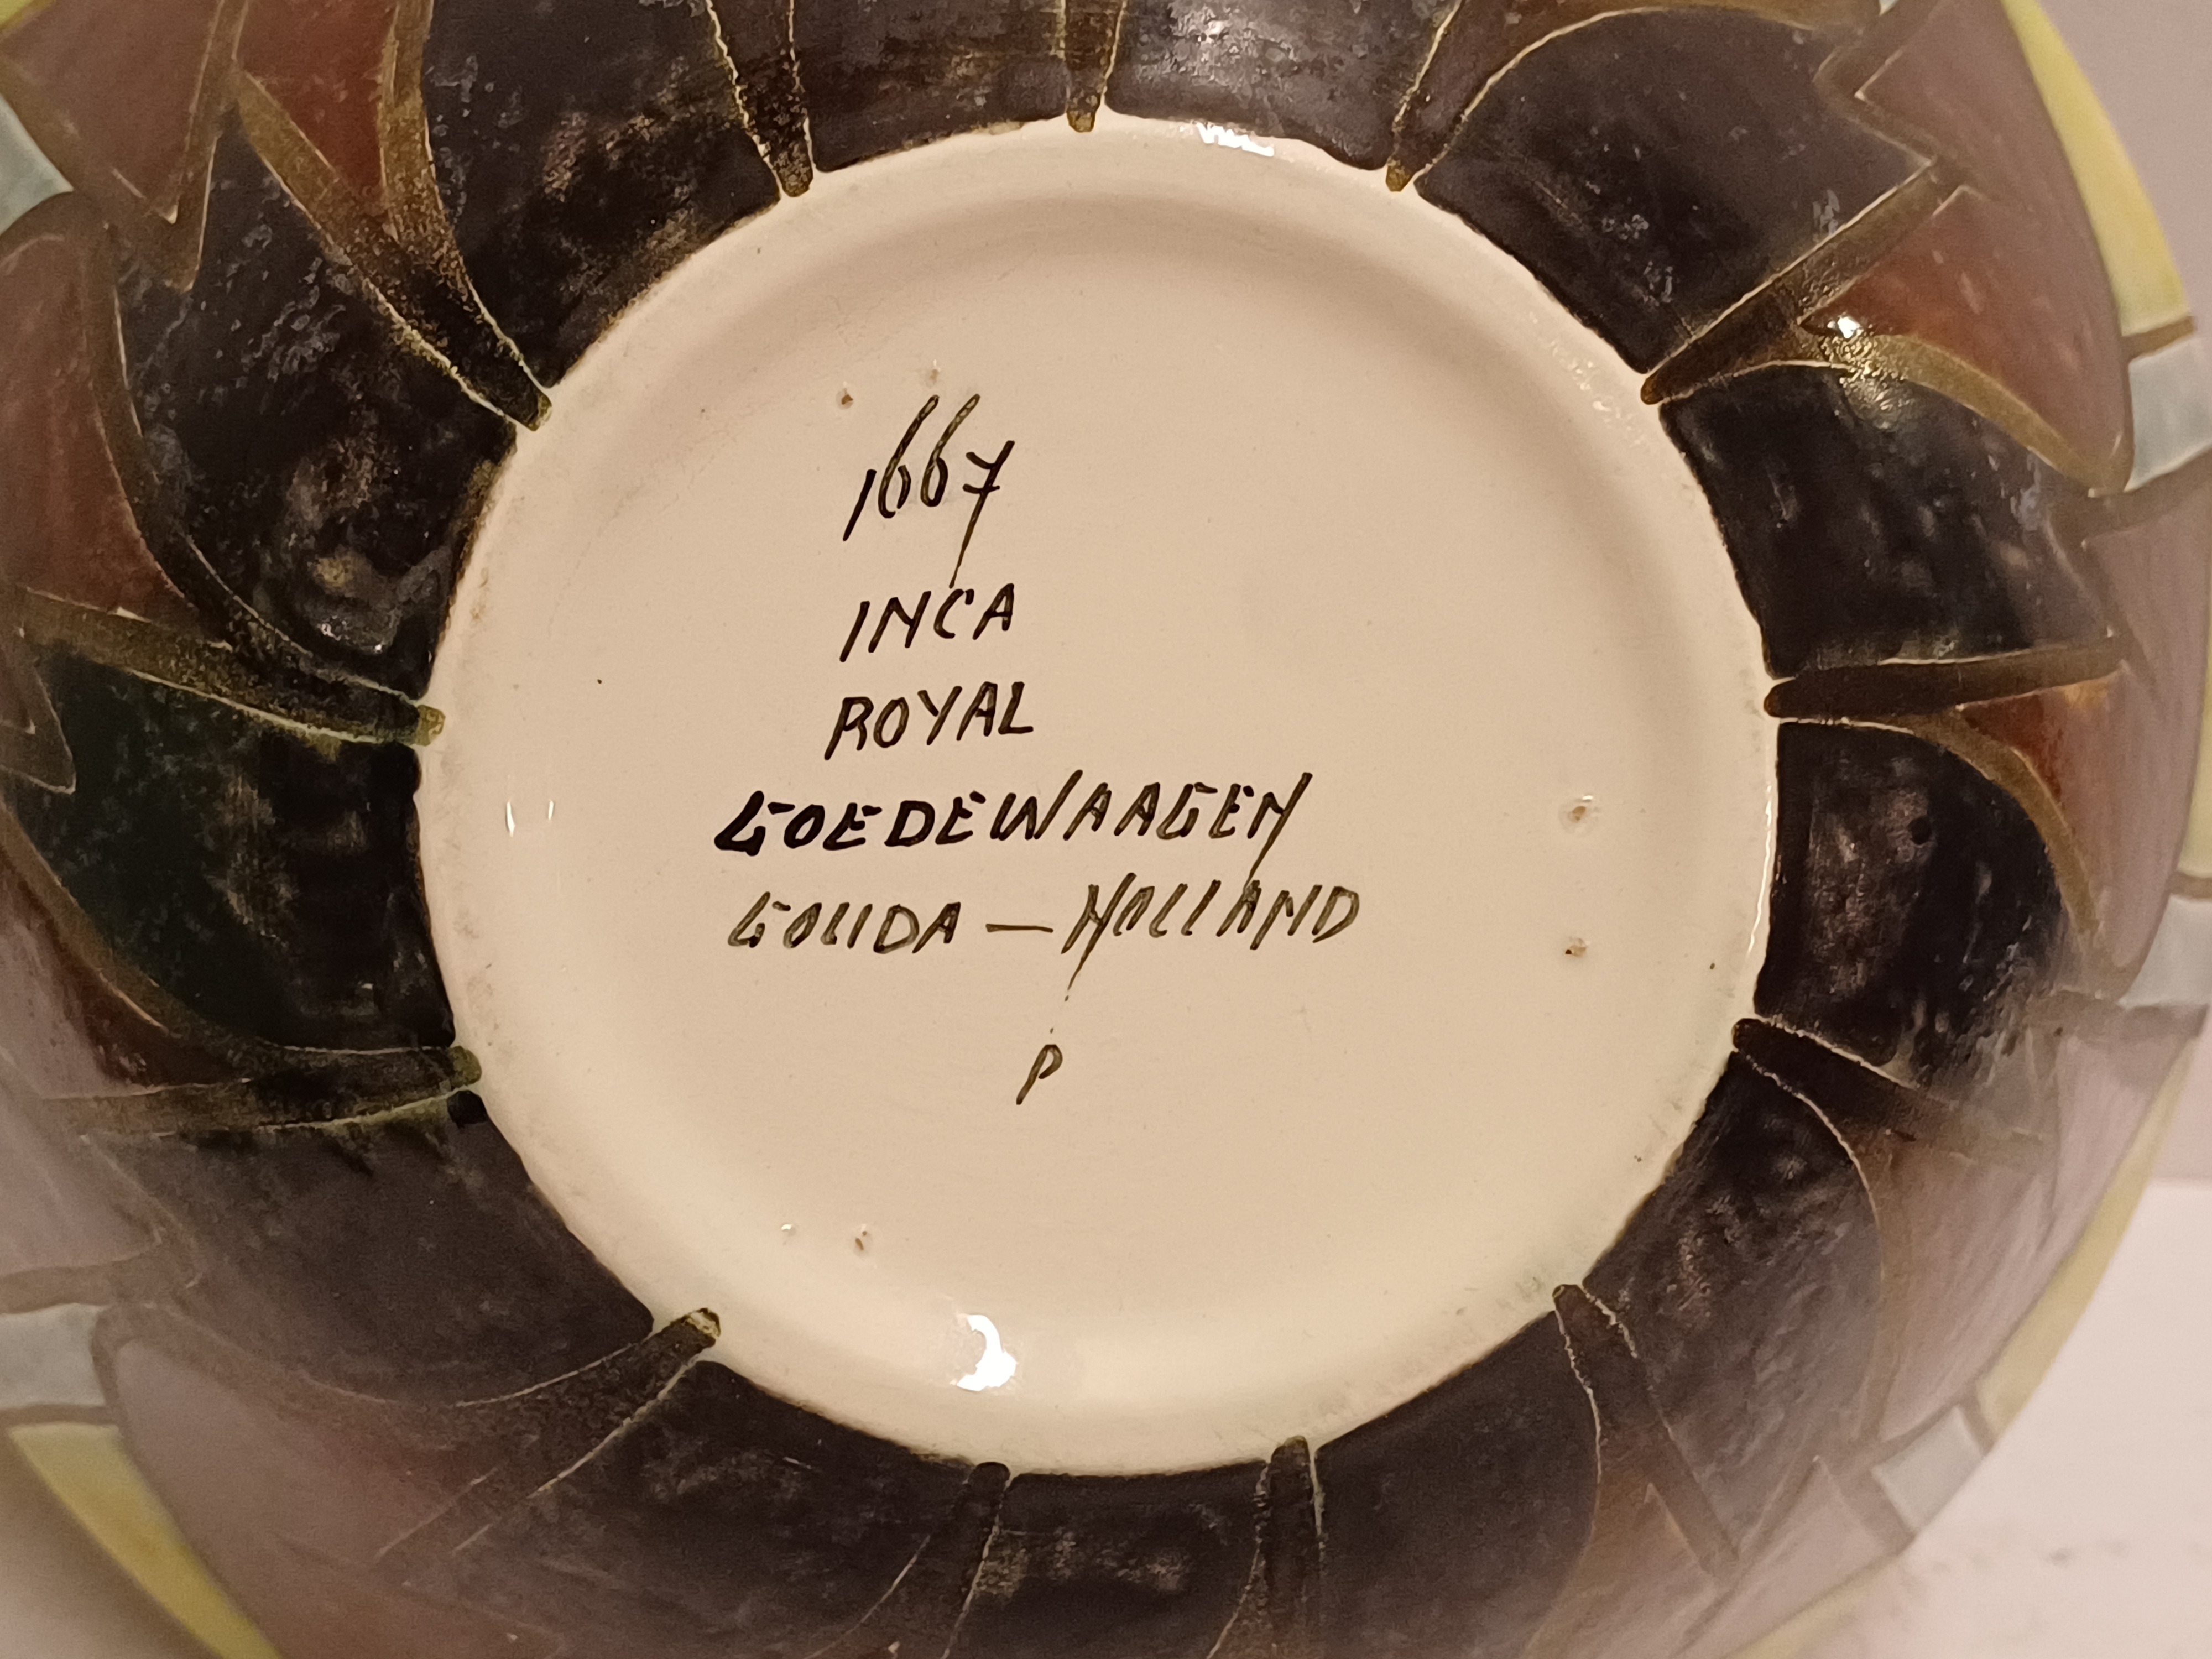 1667
INCA
ROYAL
GOEDEWAAGEN
GOUDA — HOLLAND
P